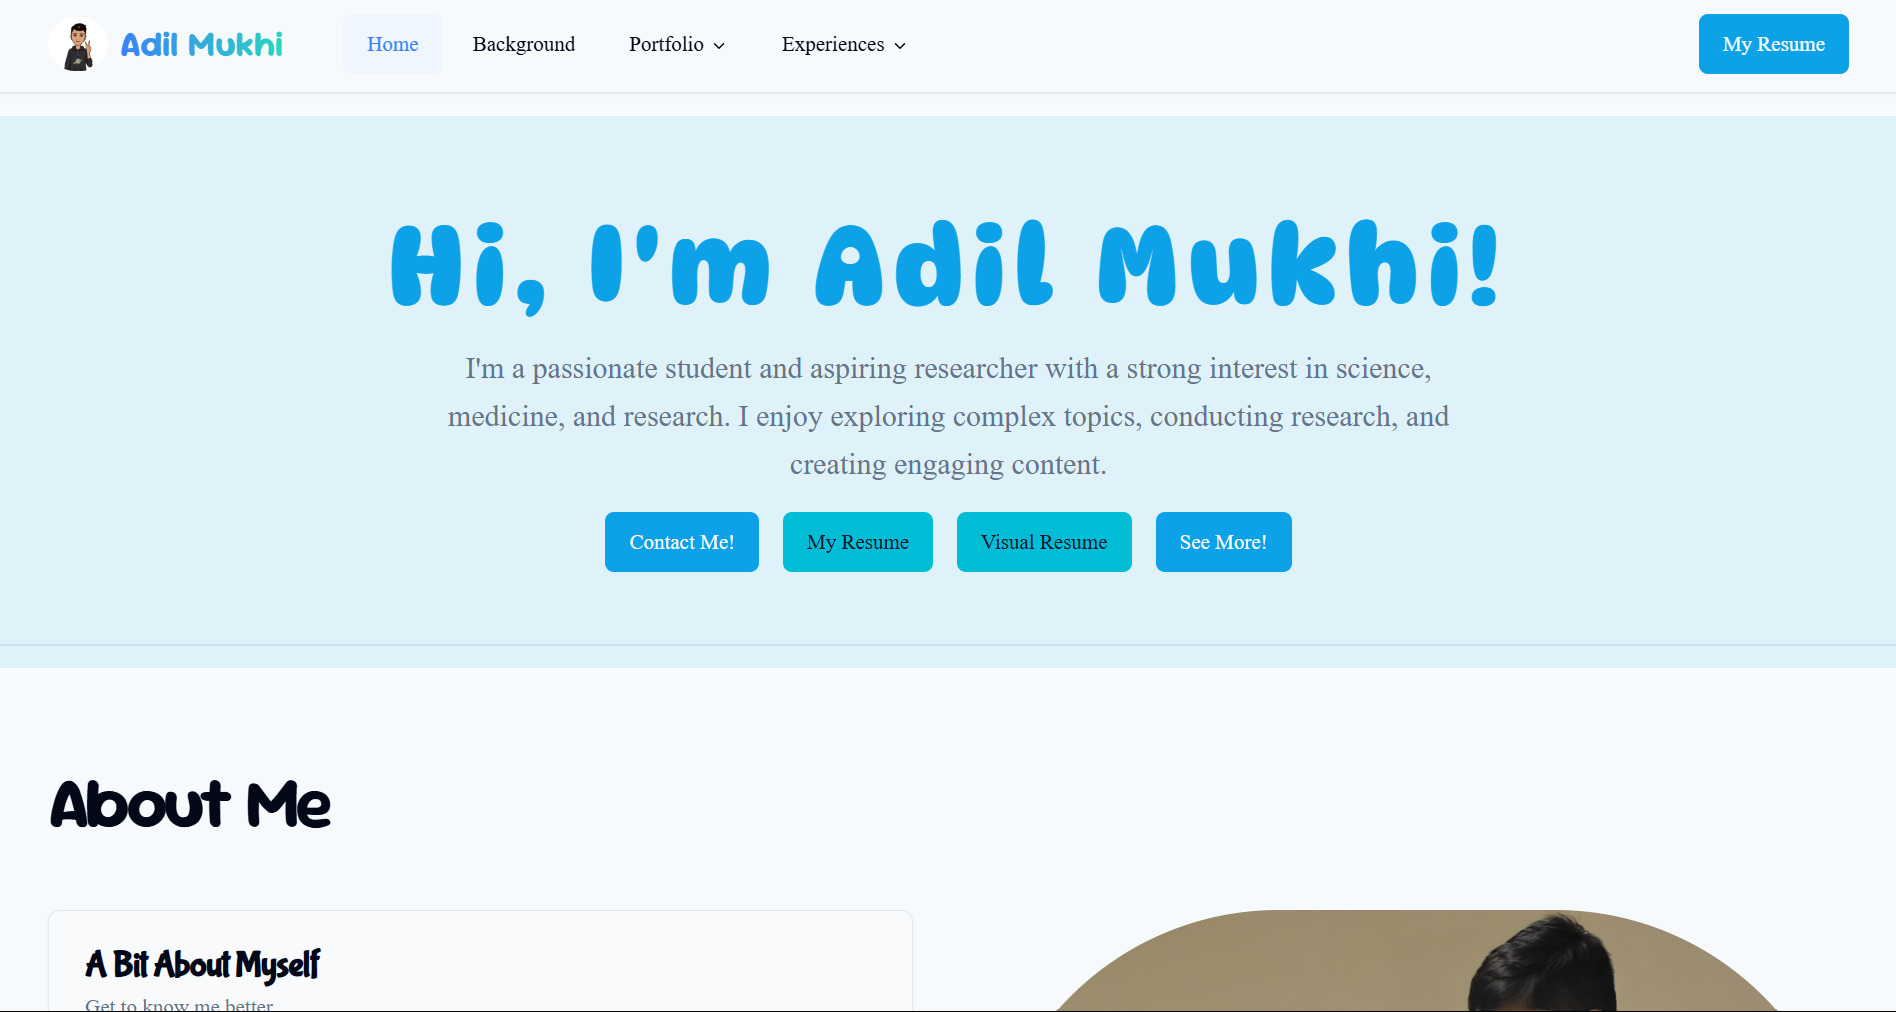 Adil Mukhi
Home
Background
Portfolio
Experiences
My Resume
Hi, I'm Adil Mukhi!
I'm a passionate student and aspiring researcher with a strong interest in science,
medicine, and research. I enjoy exploring complex topics, conducting research, and
creating engaging content.
Contact Me!
My Resume
Visual Resume
See More!
About Me
A Bit About Myself
Get to know me better